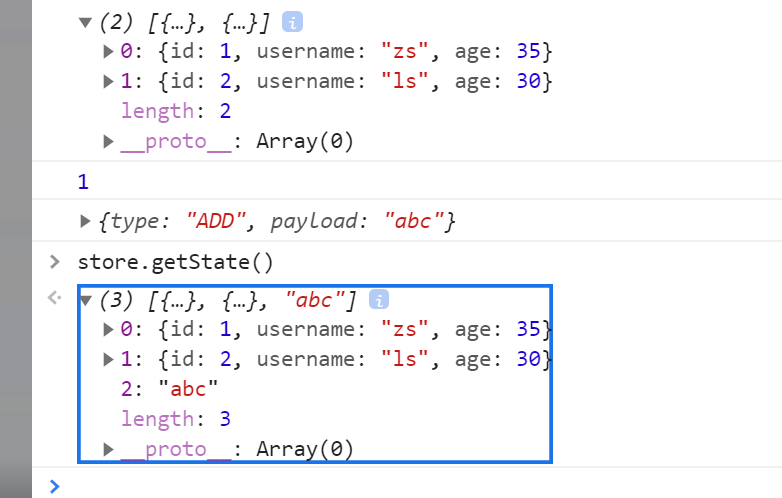 (2) [{…}, {…}] i
0: {id: 1, username: "zs", age: 35}
1: {id: 2, username: "ls", age: 30}
length: 2
__proto__: Array(0)
1
{type: "ADD", payload: "abc"}
store.getState()
(3) [{…}, {…}, "abc"] i
0: {id: 1, username: "zs", age: 35}
1: {id: 2, username: "ls", age: 30}
2: "abc"
length: 3
__proto__: Array(0)